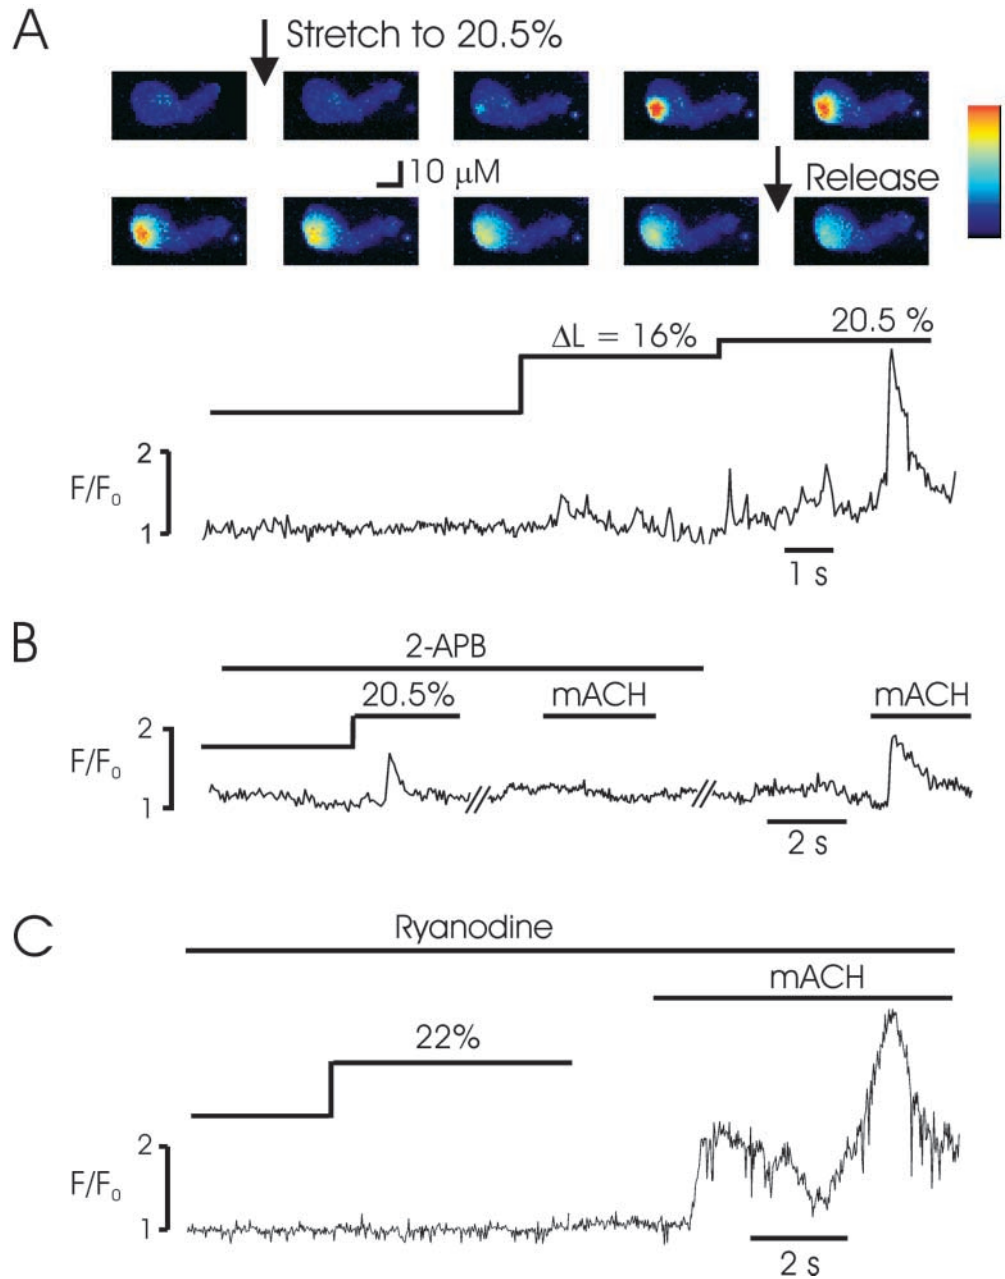 A
Stretch to 20.5%
10 μM
Release
ΔL = 16%
20.5 %
2
F/F₀
1
1 s
B
2-APB
20.5%
mACH
mACH
2
F/F₀
1
2 s
C
Ryanodine
mACH
22%
2
F/F₀
1
2 s